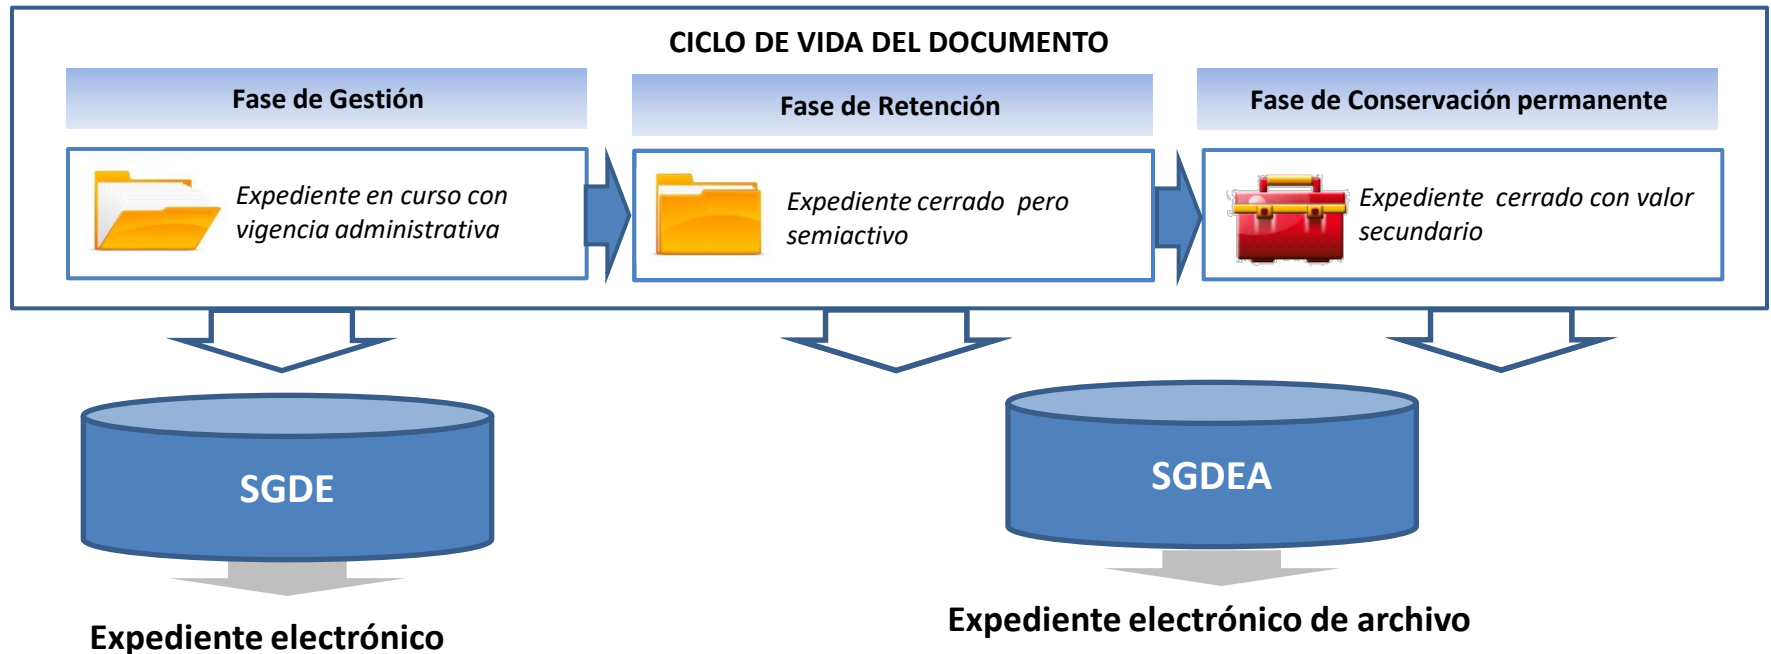 CICLO DE VIDA DEL DOCUMENTO
Fase de Gestión
Fase de Retención
Fase de Conservación permanente
Expediente en curso con
vigencia administrativa
Expediente cerrado pero
semiactivo
Expediente cerrado con valor
secundario
SGDE
SGDEA
Expediente electrónico
Expediente electrónico de archivo